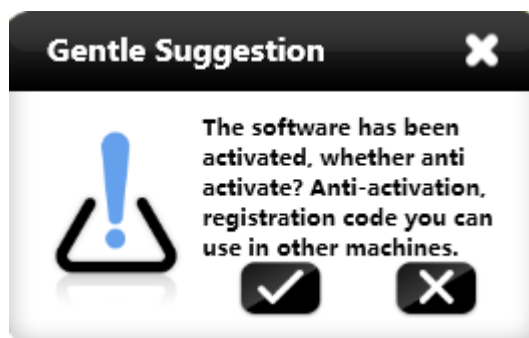 Gentle Suggestion
The software has been
activated, whether anti
activate? Anti-activation,
registration code you can
use in other machines.